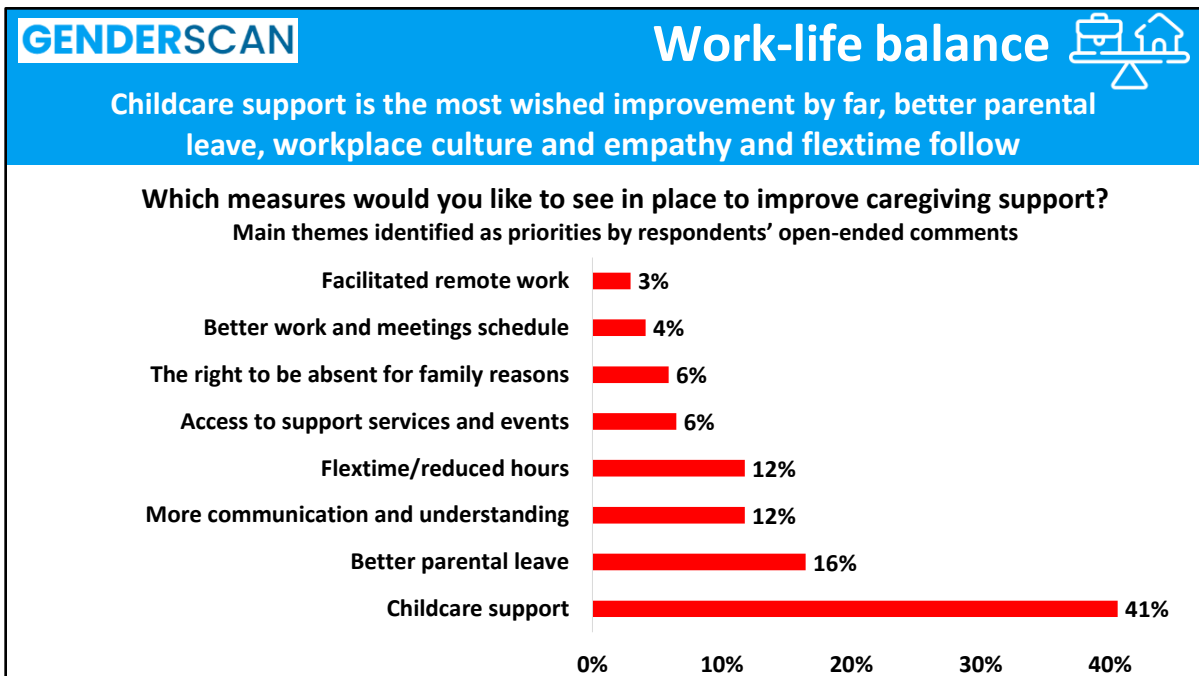 GENDERSCAN
Work-life balance
Childcare support is the most wished improvement by far, better parental
leave, workplace culture and empathy and flextime follow
Which measures would you like to see in place to improve caregiving support?
Main themes identified as priorities by respondents’ open-ended comments
Facilitated remote work 3%
Better work and meetings schedule 4%
The right to be absent for family reasons 6%
Access to support services and events 6%
Flextime/reduced hours 12%
More communication and understanding 12%
Better parental leave 16%
Childcare support 41%
0% 10% 20% 30% 40%